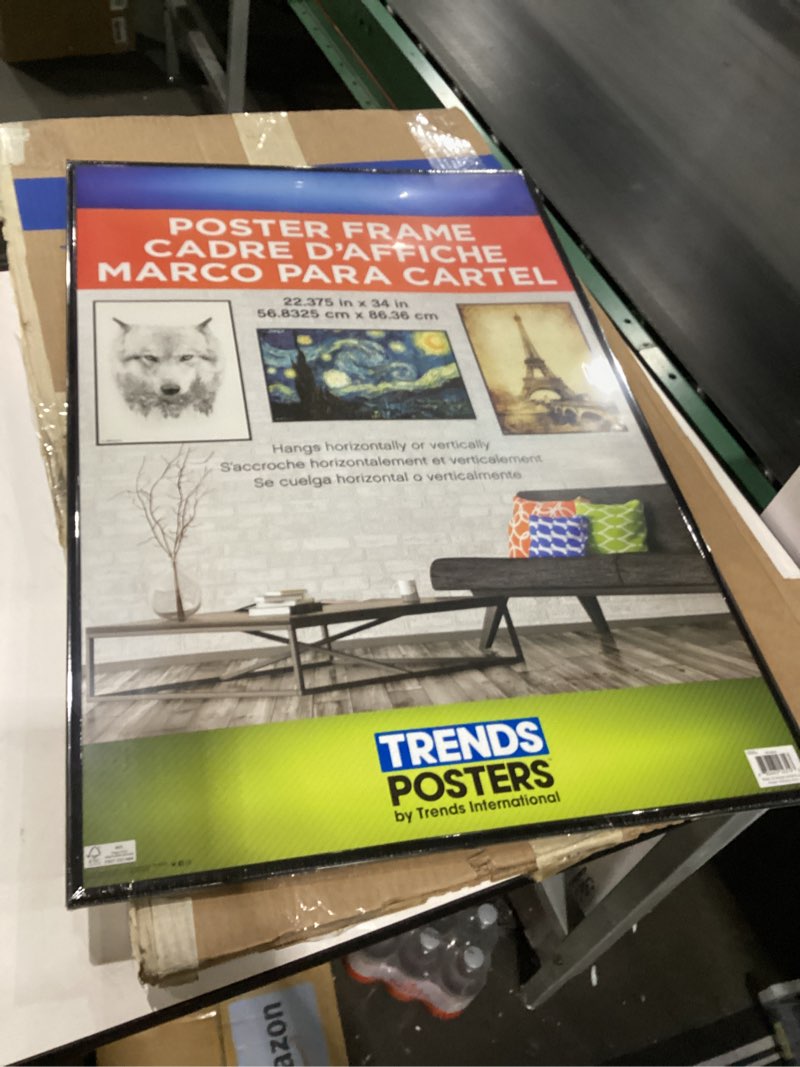 POSTER FRAME
CADRE D'AFFICHE
MARCO PARA CARTEL
22.375 in x 34 in
56.8325 cm x 86.36 cm
Hangs horizontally or vertically
S'accroche horizontalement et verticalement
Se cuelga horizontal o verticalmente
TRENDS
POSTERS
by Trends International
azon